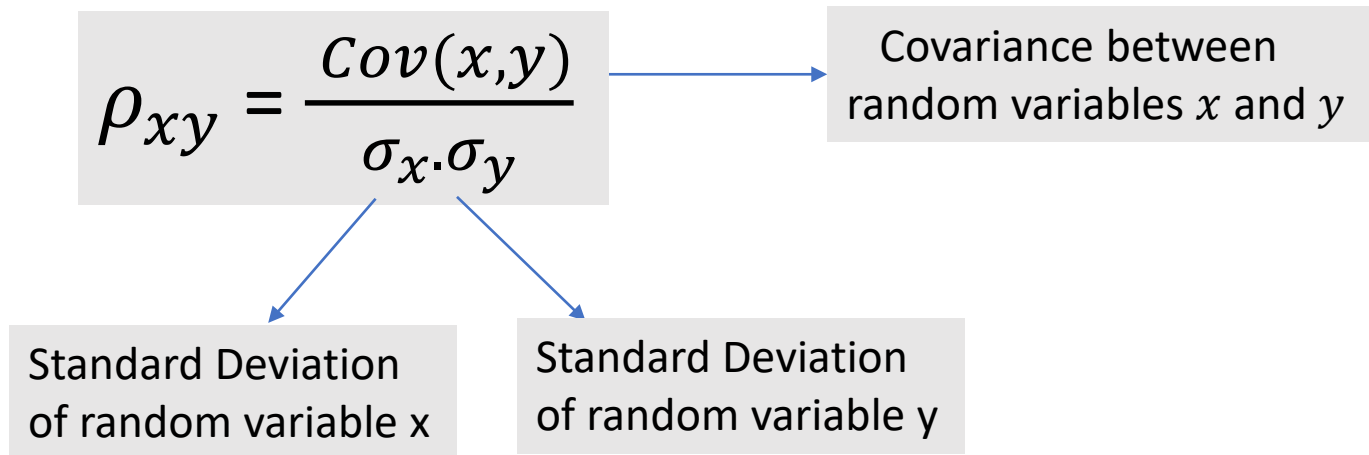 ρxy = Cov(x,y) / σx.σy
Covariance between
random variables x and y
Standard Deviation
of random variable x
Standard Deviation
of random variable y